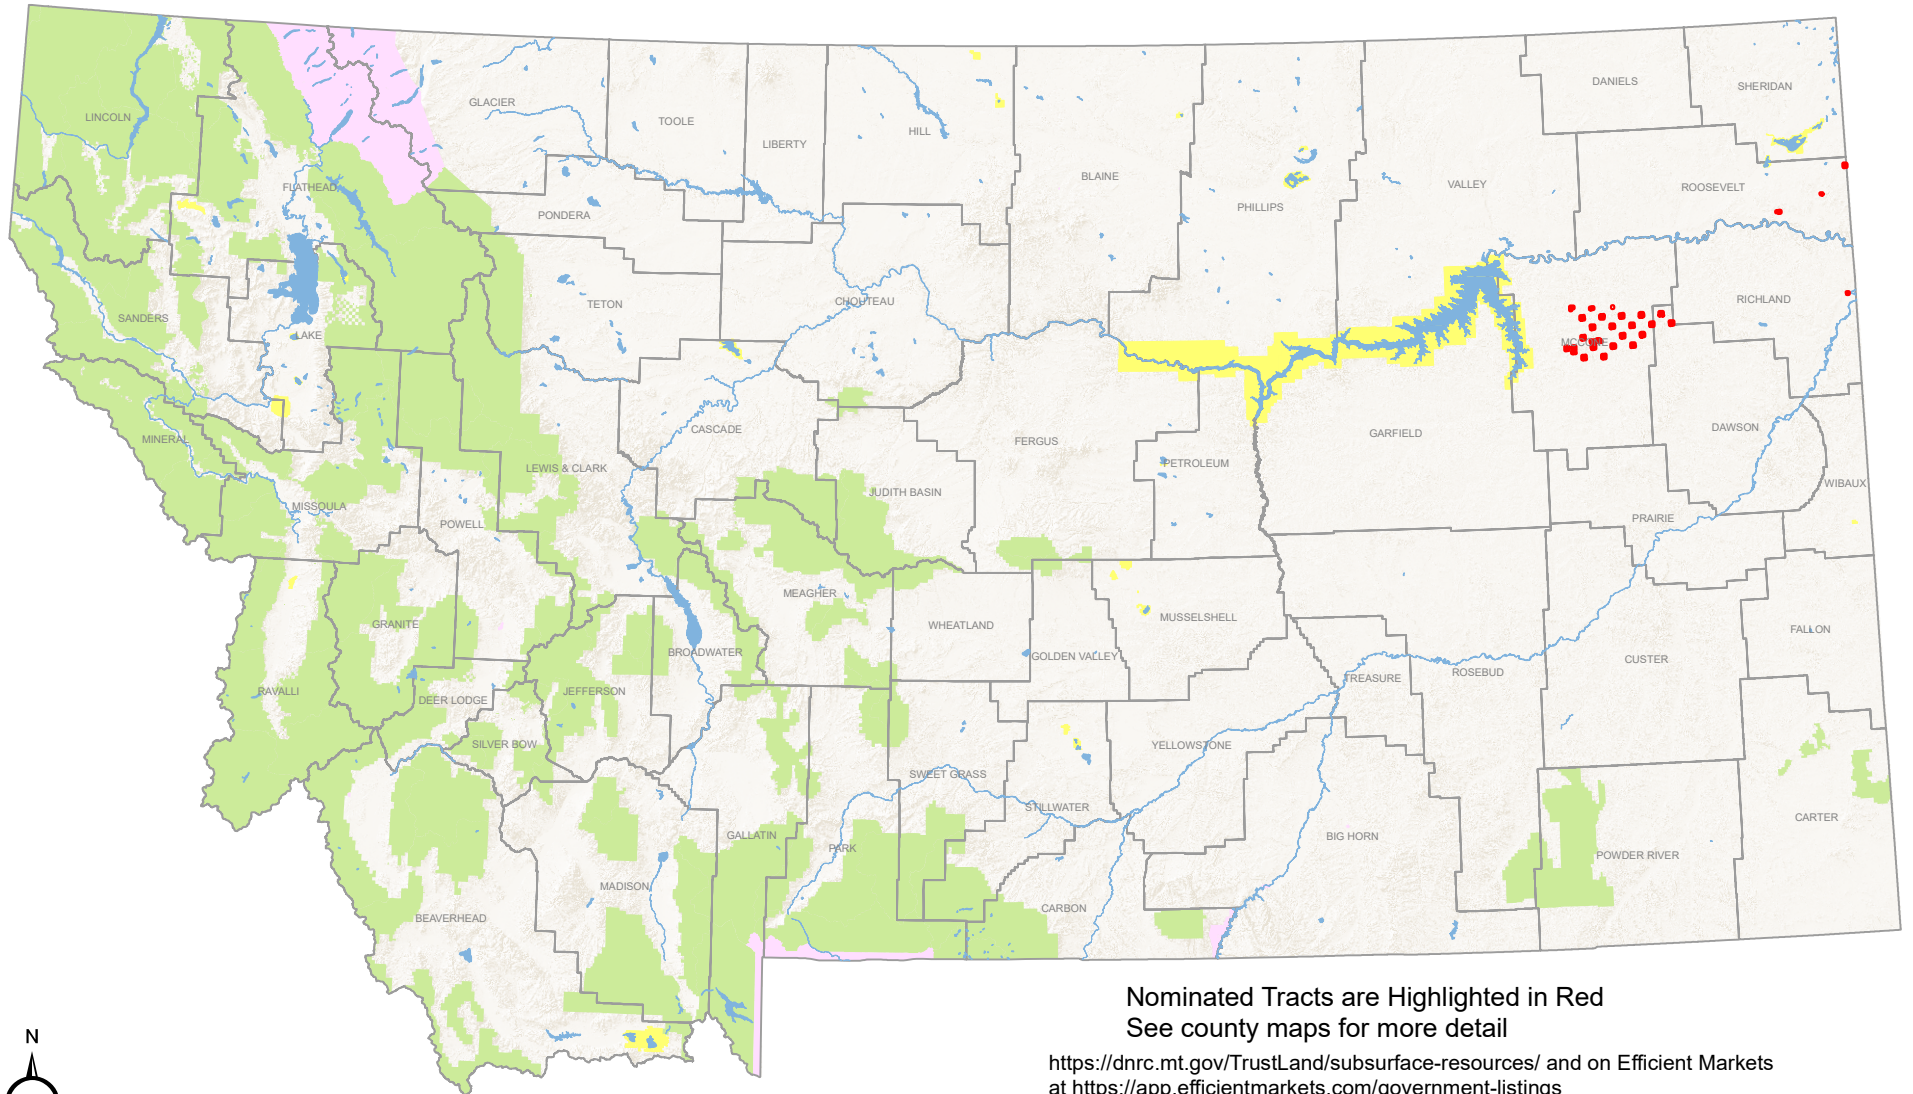 DANIELS
SHERIDAN
LINCOLN
GLACIER
TOOLE
LIBERTY
HILL
BLAINE
PHILLIPS
VALLEY
ROOSEVELT
FLATHEAD
PONDERA
SANDERS
LAKE
TETON
CHOUTEAU
RICHLAND
MCCONE
MINERAL
CASCADE
FERGUS
GARFIELD
DAWSON
LEWIS & CLARK
PETROLEUM
WIBAUX
JUDITH BASIN
MISSOULA
POWELL
PRAIRIE
MEAGHER
GRANITE
WHEATLAND
MUSSELSHELL
FALLON
BROADWATER
GOLDEN VALLEY
CUSTER
RAVALLI
DEER LODGE
JEFFERSON
TREASURE
ROSEBUD
SILVER BOW
YELLOWSTONE
SWEET GRASS
STILLWATER
GALLATIN
PARK
BIG HORN
CARTER
POWDER RIVER
MADISON
BEAVERHEAD
CARBON
N
Nominated Tracts are Highlighted in Red
See county maps for more detail
https://dnrc.mt.gov/TrustLand/subsurface-resources/ and on Efficient Markets
at https://app.efficientmarkets.com/government-listings